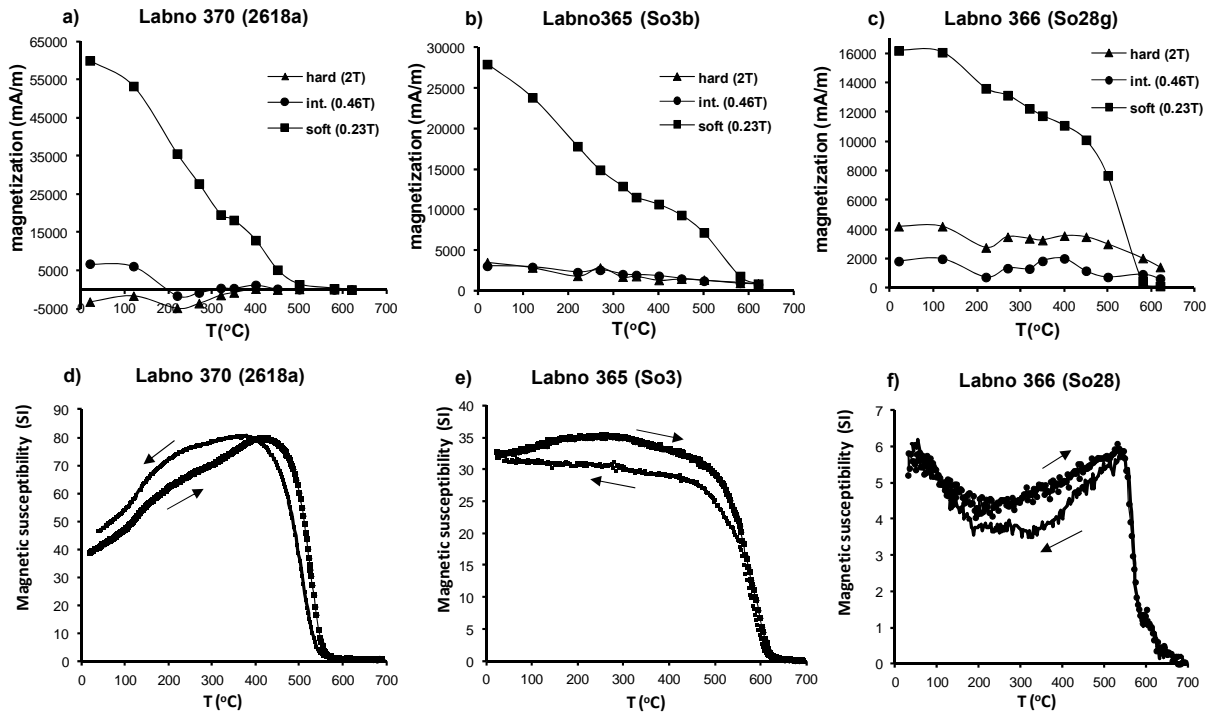 a) Labno 370 (2618a)
magnetization (mA/m)
65000
55000
45000
35000
25000
15000
5000
-5000
hard (2T)
int. (0.46T)
soft (0.23T)
0 100 200 300 400 500 600 700
T(°C)
b) Labno365 (So3b)
magnetization (mA/m)
30000
25000
20000
15000
10000
5000
0
hard (2T)
int. (0.46T)
soft (0.23T)
0 100 200 300 400 500 600 700
T(°C)
c) Labno 366 (So28g)
magnetization (mA/m)
16000
14000
12000
10000
8000
6000
4000
2000
0
hard (2T)
int. (0.46T)
soft (0.23T)
0 100 200 300 400 500 600 700
T(°C)
d) Labno 370 (2618a)
Magnetic susceptibility (SI)
90
80
70
60
50
40
30
20
10
0
0 100 200 300 400 500 600 700
T (°C)
e) Labno 365 (So3)
Magnetic susceptibility (SI)
45
40
35
30
25
20
15
10
5
0
0 100 200 300 400 500 600 700
T (°C)
f) Labno 366 (So28)
Magnetic susceptibility (SI)
7
6
5
4
3
2
1
0
0 100 200 300 400 500 600 700
T (°C)